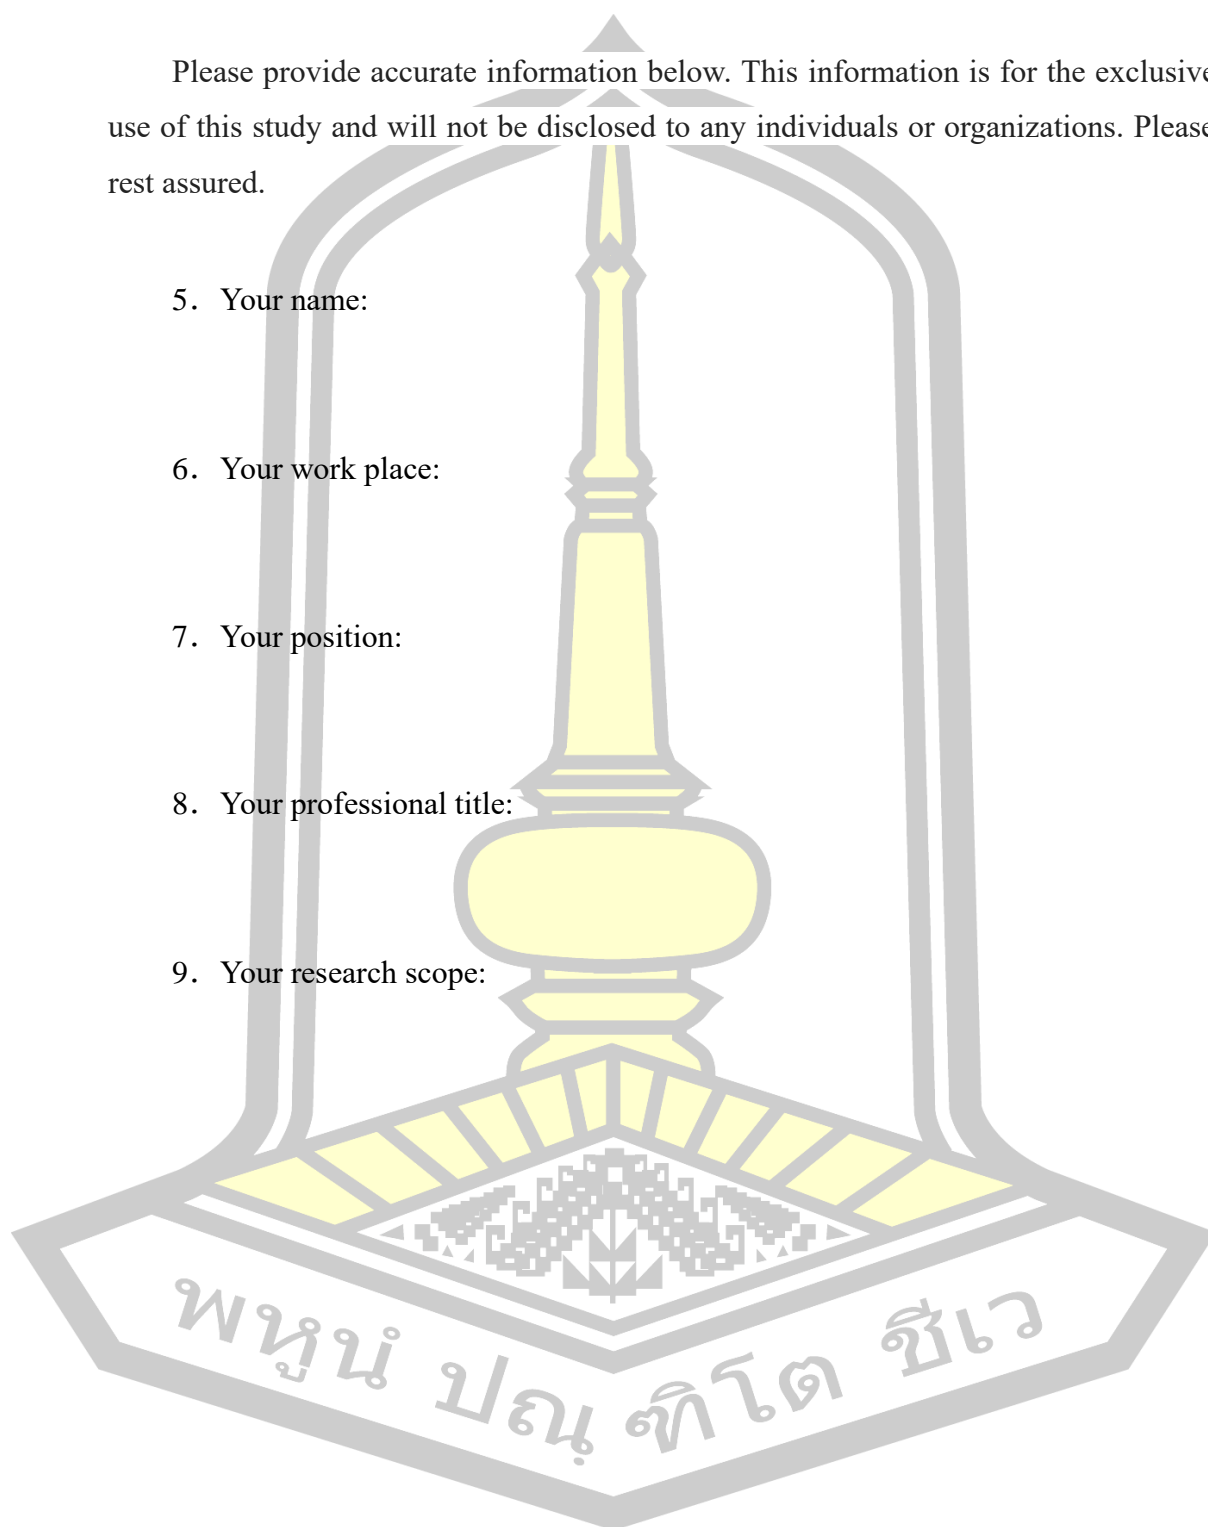 Please provide accurate information below. This information is for the exclusive
use of this study and will not be disclosed to any individuals or organizations. Please
rest assured.
5. Your name:
6. Your work place:
7. Your position:
8. Your professional title:
9. Your research scope:
พหูนํ ปณฺฑิโต ชีเว